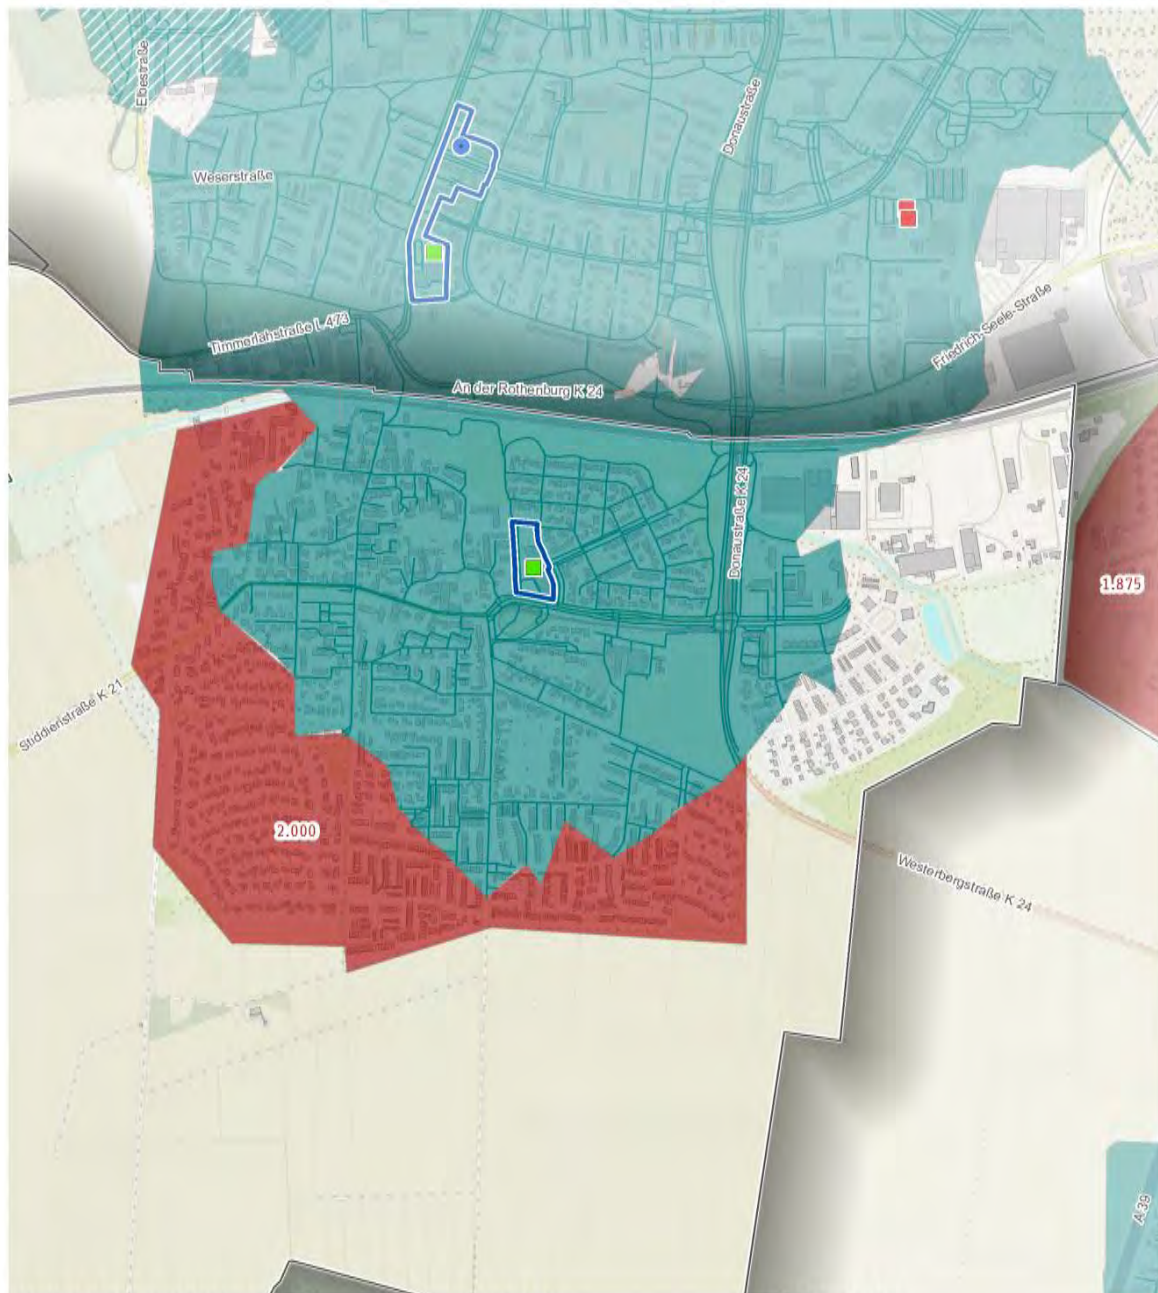 Elbestraße
Donaustraße
Weserstraße
Timmerlahstraße L 473
Friedrich-Seele-Straße
An der Rothenburg K 24
Donaustraße K 24
1.875
Stiddienstraße K 21
2.000
Westerbergstraße K 24
A 39